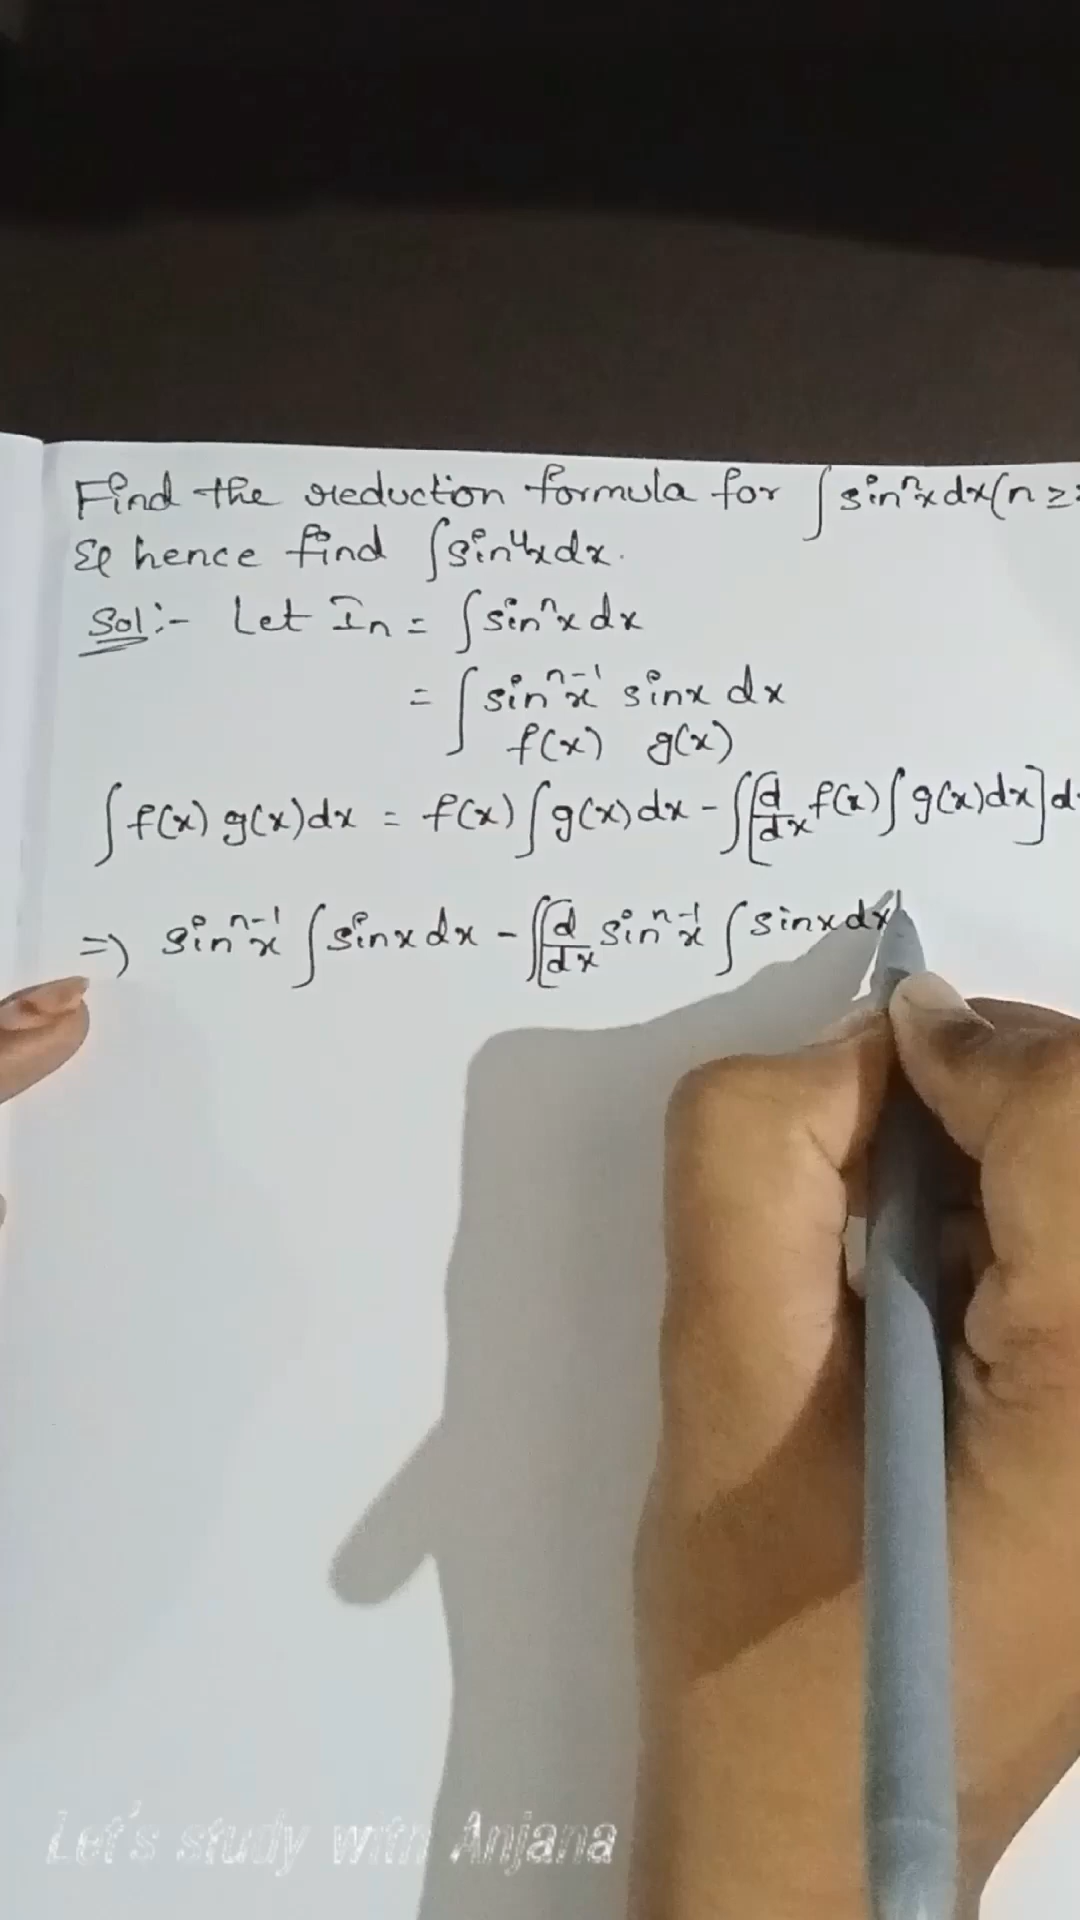 Find the reduction formula for ∫sinⁿx dx (n ≥
& hence find ∫sin⁴x dx.
Sol:- Let Iₙ = ∫sinⁿx dx
= ∫sinⁿ⁻¹x sinx dx
f(x) g(x)
∫f(x) g(x)dx = f(x)∫g(x)dx - ∫[d/dx f(x)∫g(x)dx]d
=> sinⁿ⁻¹x ∫sinx dx - ∫[d/dx sinⁿ⁻¹x ∫sinx dx
Let's study with Anjana